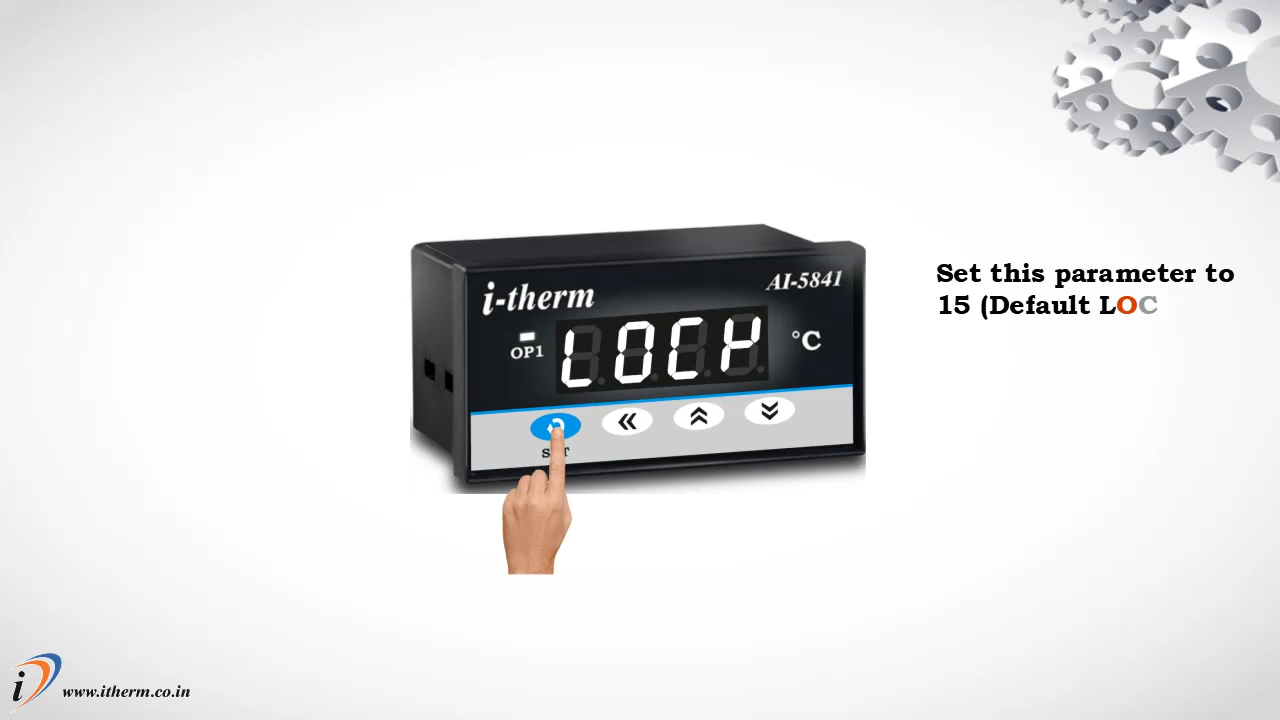 Set this parameter to
15 (Default LOC
i-therm
AI-5841
OP1
LOCK
°C
SET
i
www.itherm.co.in